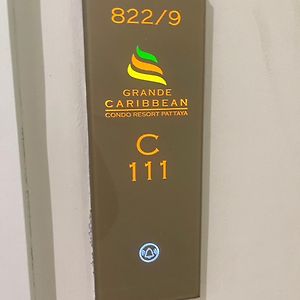 822/9
GRANDE
CARIBBEAN
CONDO RESORT PATTAYA
C
111